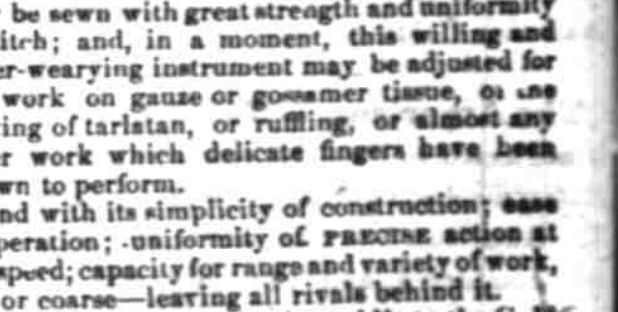 be sewn with great strength and uniformity
itch; and, in a moment, this willing and
er-wearying instrument may be adjusted for
work on gauze or gossamer tissue, or the
ing of tarlatan, or ruffling, or almost any
r work which delicate fingers have been
wn to perform.
nd with its simplicity of construction; ease
peration; uniformity of PRECISE action at
speed; capacity for range and variety of work,
or coarse—leaving all rivals behind it.